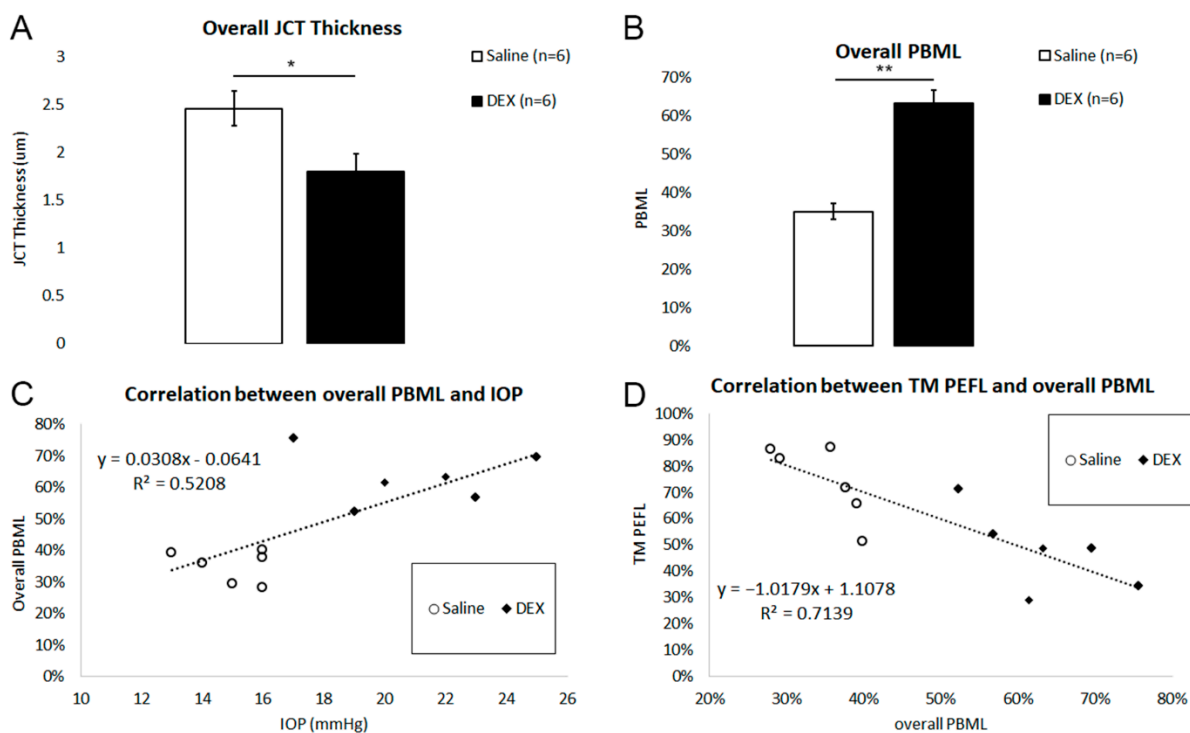 A
Overall JCT Thickness
Saline (n=6)
DEX (n=6)
*
JCT Thickness (um)
3
2.5
2
1.5
1
0.5
0
B
Overall PBML
Saline (n=6)
DEX (n=6)
**
PBML
70%
60%
50%
40%
30%
20%
10%
0%
C
Correlation between overall PBML and IOP
y = 0.0308x - 0.0641
R² = 0.5208
Overall PBML
80%
70%
60%
50%
40%
30%
20%
10%
0%
Saline DEX
10 12 14 16 18 20 22 24 26
IOP (mmHg)
D
Correlation between TM PEFL and overall PBML
Saline DEX
TM PEFL
100%
90%
80%
70%
60%
50%
40%
30%
20%
10%
0%
y = −1.0179x + 1.1078
R² = 0.7139
20% 30% 40% 50% 60% 70% 80%
overall PBML